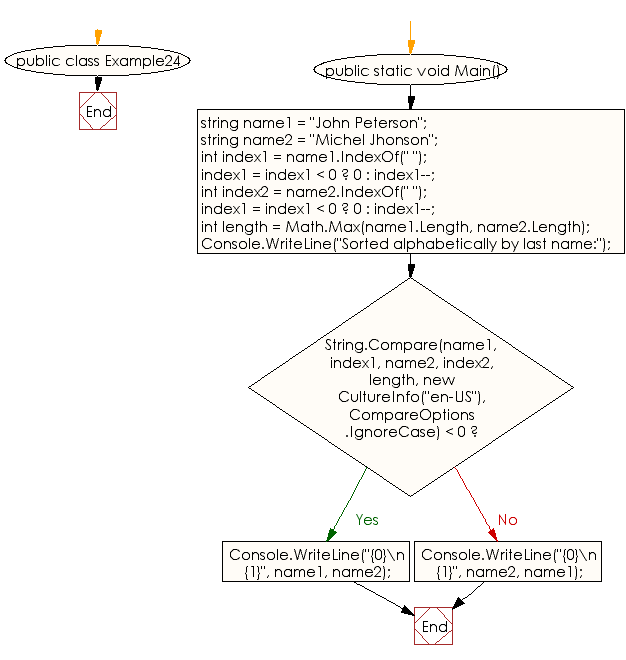 public class Example24
End
public static void Main()
string name1 = "John Peterson";
string name2 = "Michel Jhonson";
int index1 = name1.IndexOf(" ");
index1 = index1 < 0 ? 0 : index1--;
int index2 = name2.IndexOf(" ");
index1 = index1 < 0 ? 0 : index1--;
int length = Math.Max(name1.Length, name2.Length);
Console.WriteLine("Sorted alphabetically by last name:");
String.Compare(name1,
index1, name2, index2,
length, new
CultureInfo("en-US"),
CompareOptions
.IgnoreCase) < 0 ?
Yes
No
Console.WriteLine("{0}\n
{1}", name1, name2);
Console.WriteLine("{0}\n
{1}", name2, name1);
End